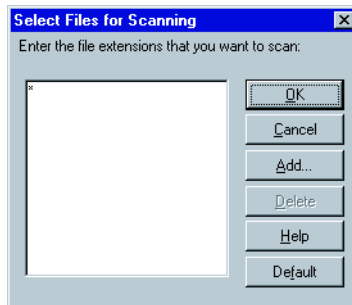 Select Files for Scanning
Enter the file extensions that you want to scan:
*
OK
Cancel
Add...
Delete
Help
Default